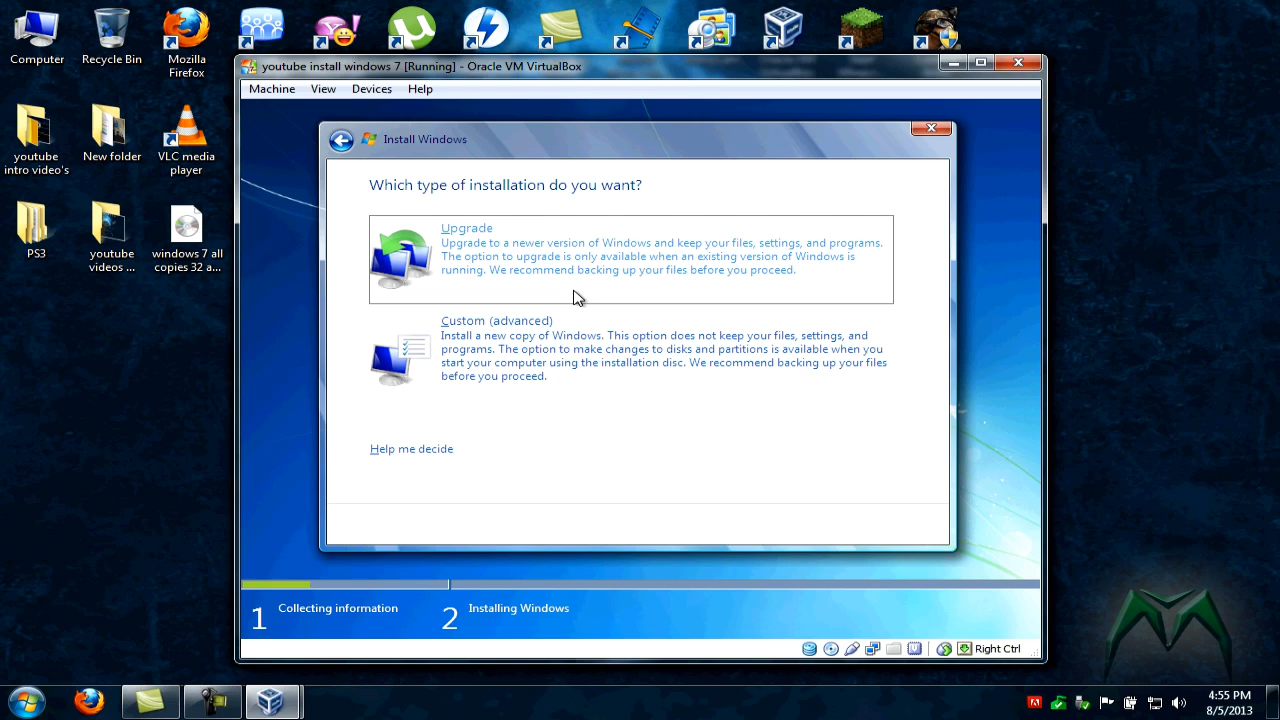 Computer
Recycle Bin
Mozilla
Firefox
youtube
intro video's
New folder
VLC media
player
PS3
youtube
videos ...
windows 7 all
copies 32 a...
youtube install windows 7 [Running] - Oracle VM VirtualBox
Machine View Devices Help
Install Windows
Which type of installation do you want?
Upgrade
Upgrade to a newer version of Windows and keep your files, settings, and programs.
The option to upgrade is only available when an existing version of Windows is
running. We recommend backing up your files before you proceed.
Custom (advanced)
Install a new copy of Windows. This option does not keep your files, settings, and
programs. The option to make changes to disks and partitions is available when you
start your computer using the installation disc. We recommend backing up your files
before you proceed.
Help me decide
1 Collecting information
2 Installing Windows
Right Ctrl
4:55 PM
8/5/2013